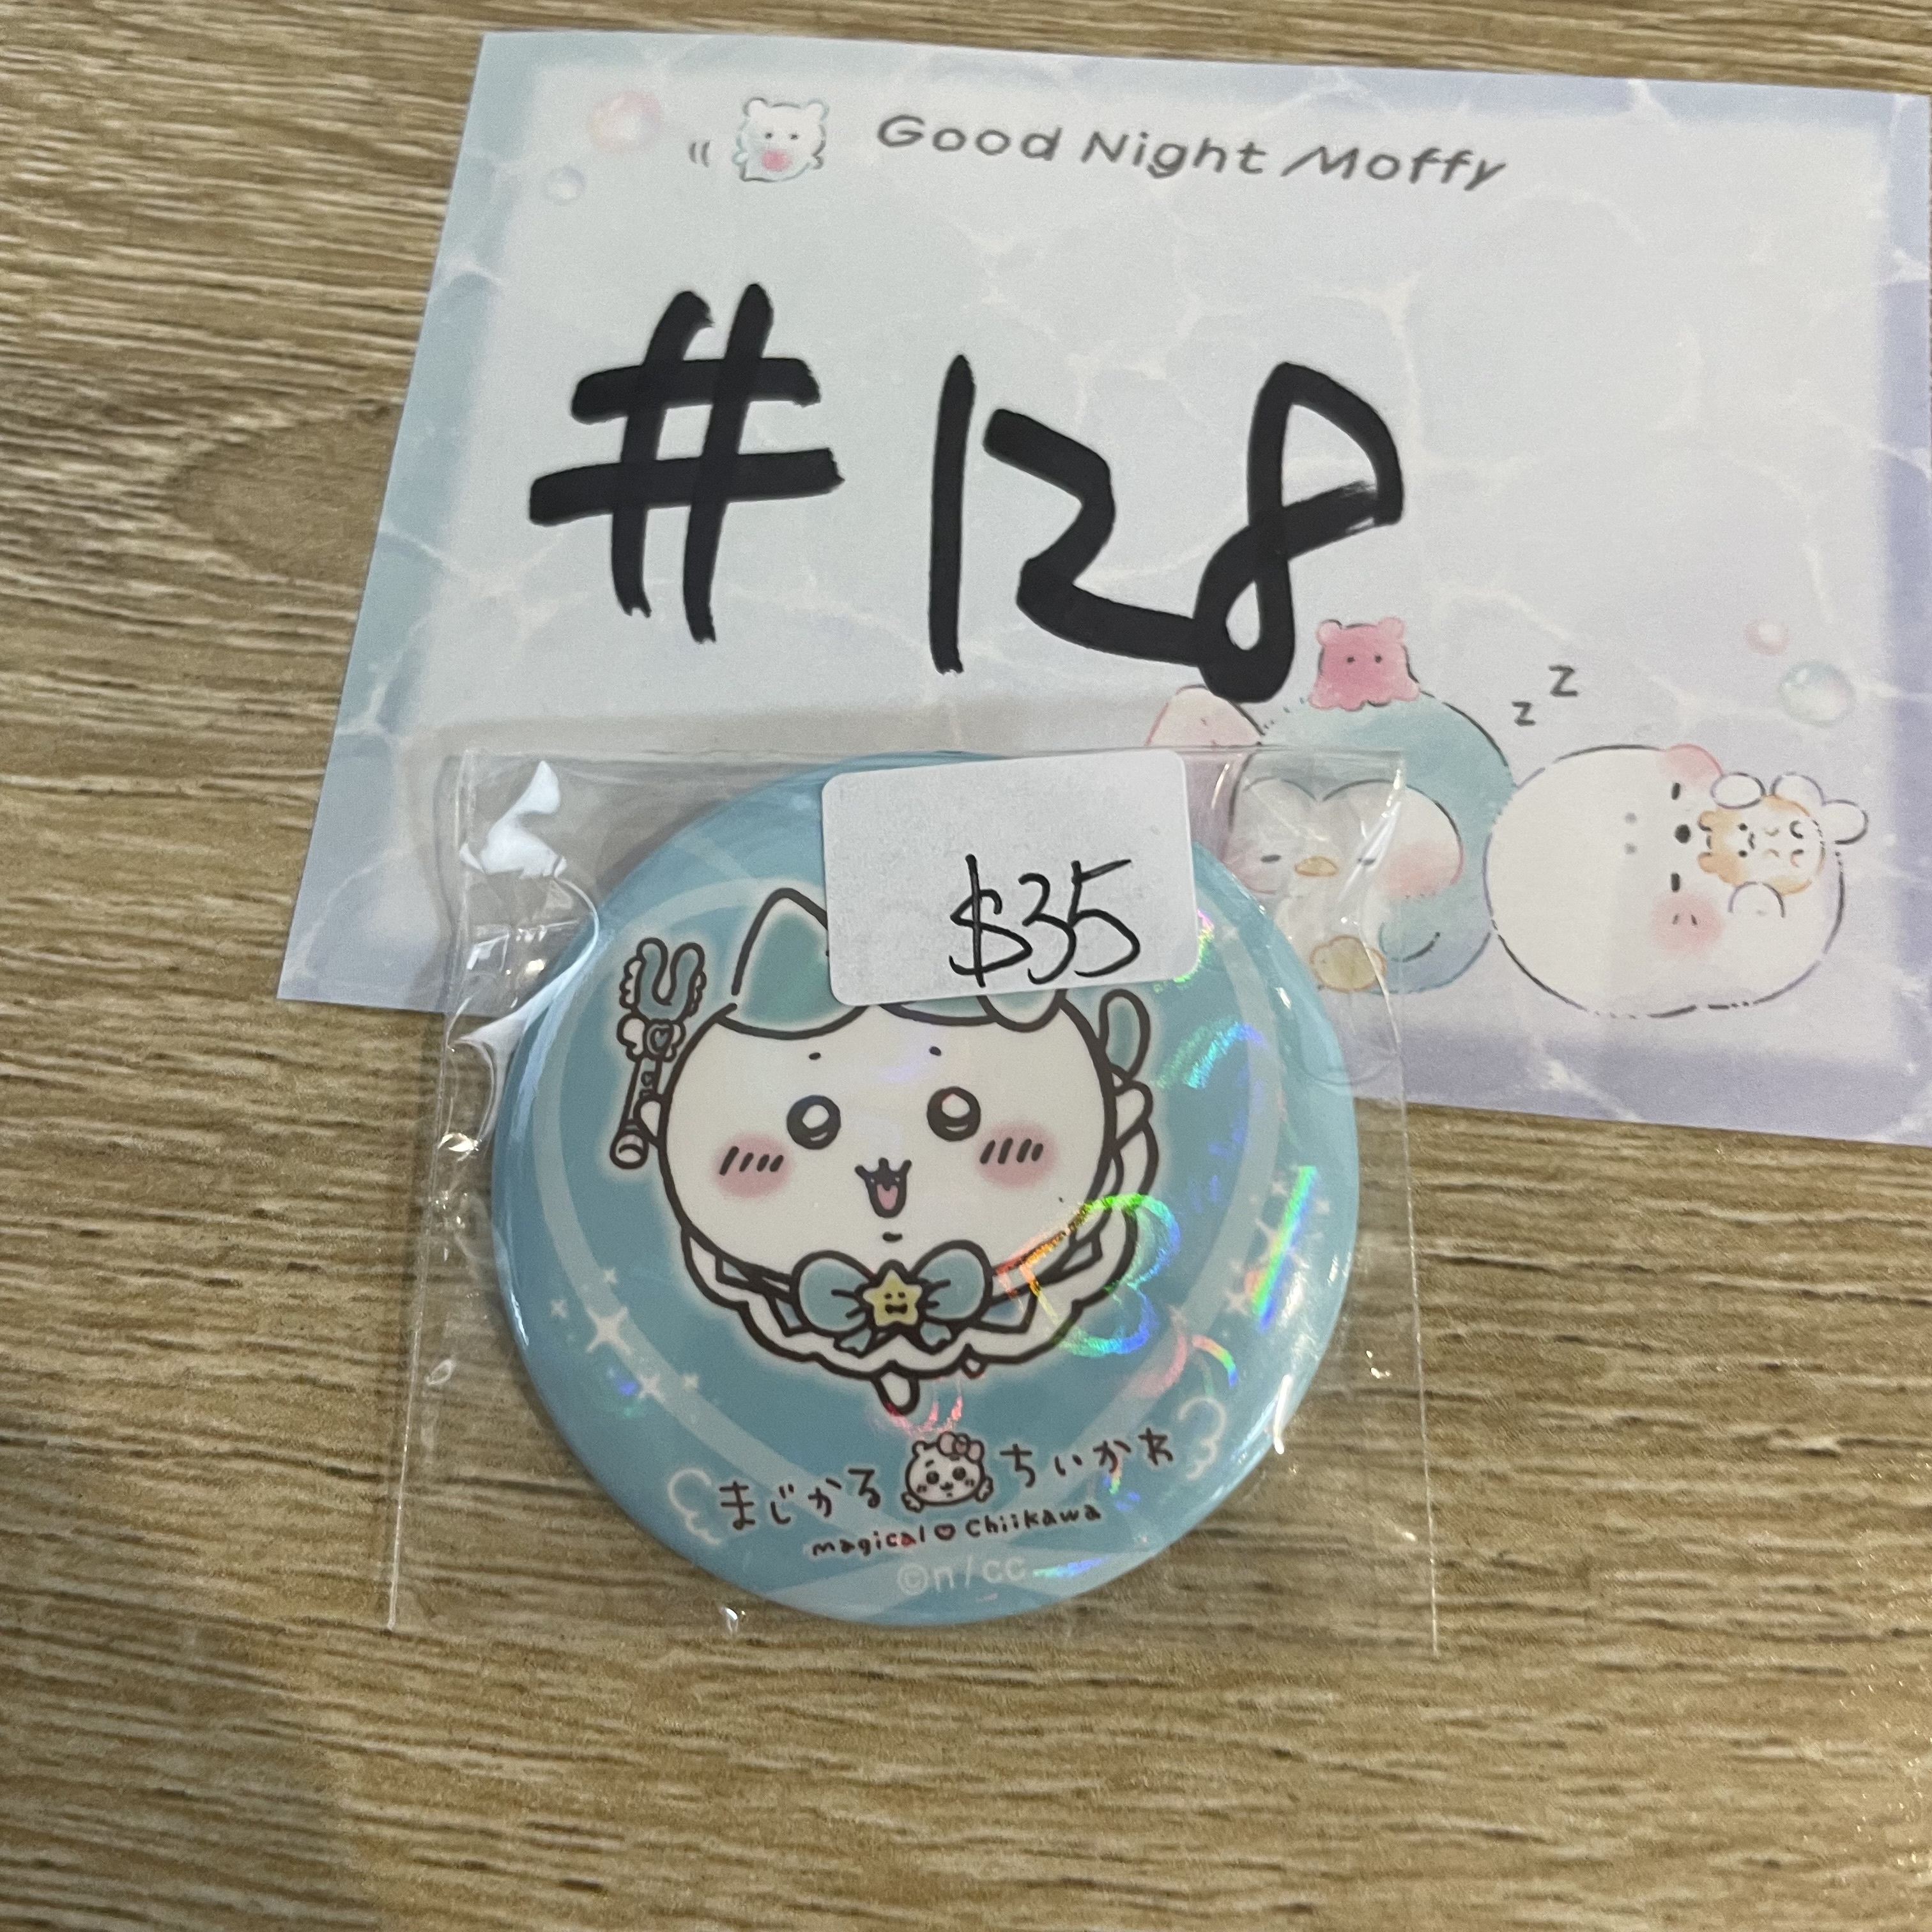 Good Night Moffy
#128
z
z
$35
まじかる ちいかわ
magical♡Chiikawa
©n/cc